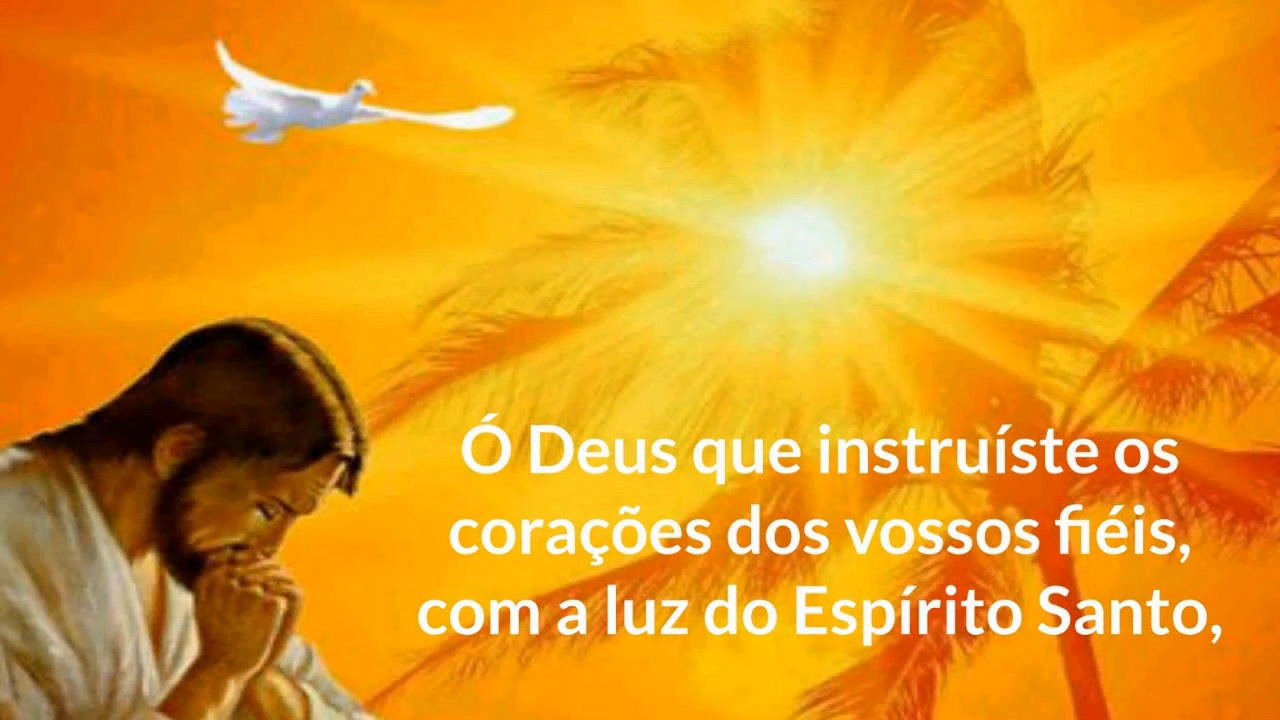 Ó Deus que instruíste os
corações dos vossos fiéis,
com a luz do Espírito Santo,